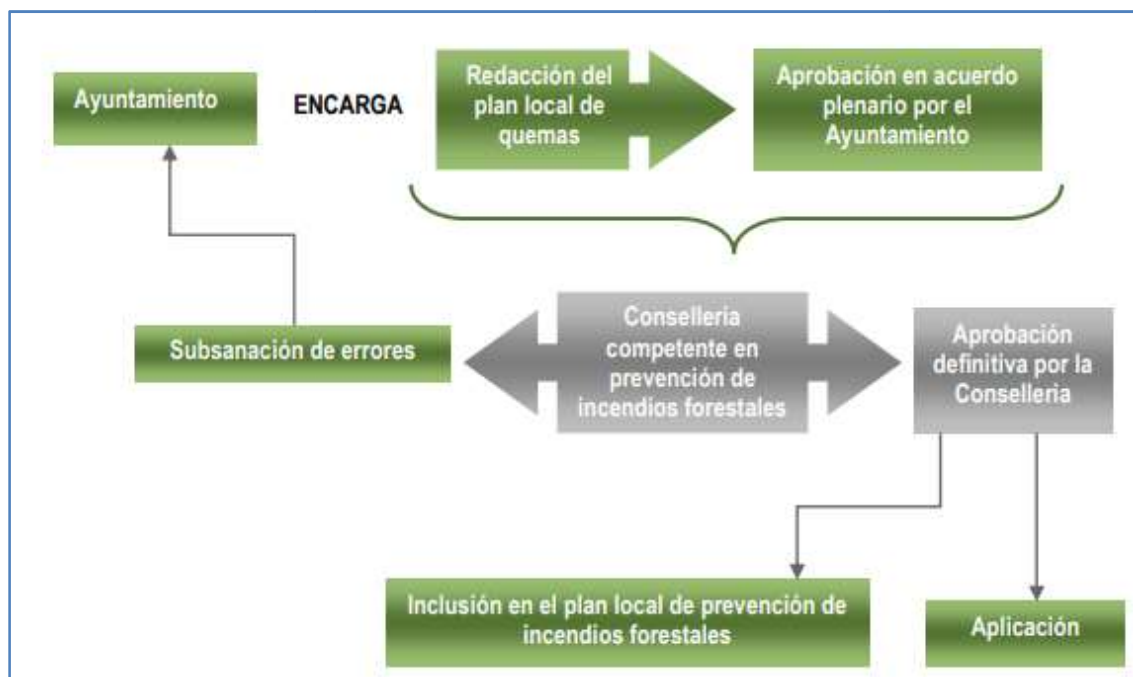 Ayuntamiento
ENCARGA
Redacción del
plan local de
quemas
Aprobación en acuerdo
plenario por el
Ayuntamiento
Subsanación de errores
Conselleria
competente en
prevención de
incendios forestales
Aprobación
definitiva por la
Conselleria
Inclusión en el plan local de prevención de
incendios forestales
Aplicación